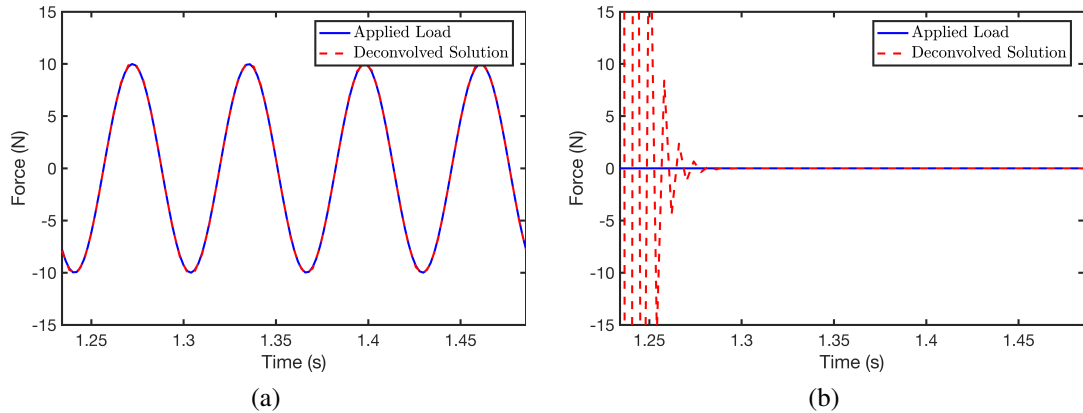 Applied Load
Deconvolved Solution
15
10
5
0
-5
-10
-15
Force (N)
1.25 1.3 1.35 1.4 1.45
Time (s)
(a)
Applied Load
Deconvolved Solution
15
10
5
0
-5
-10
-15
Force (N)
1.25 1.3 1.35 1.4 1.45
Time (s)
(b)